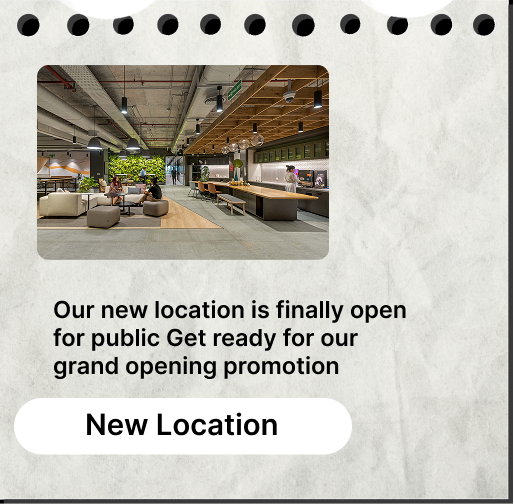 Our new location is finally open
for public Get ready for our
grand opening promotion
New Location